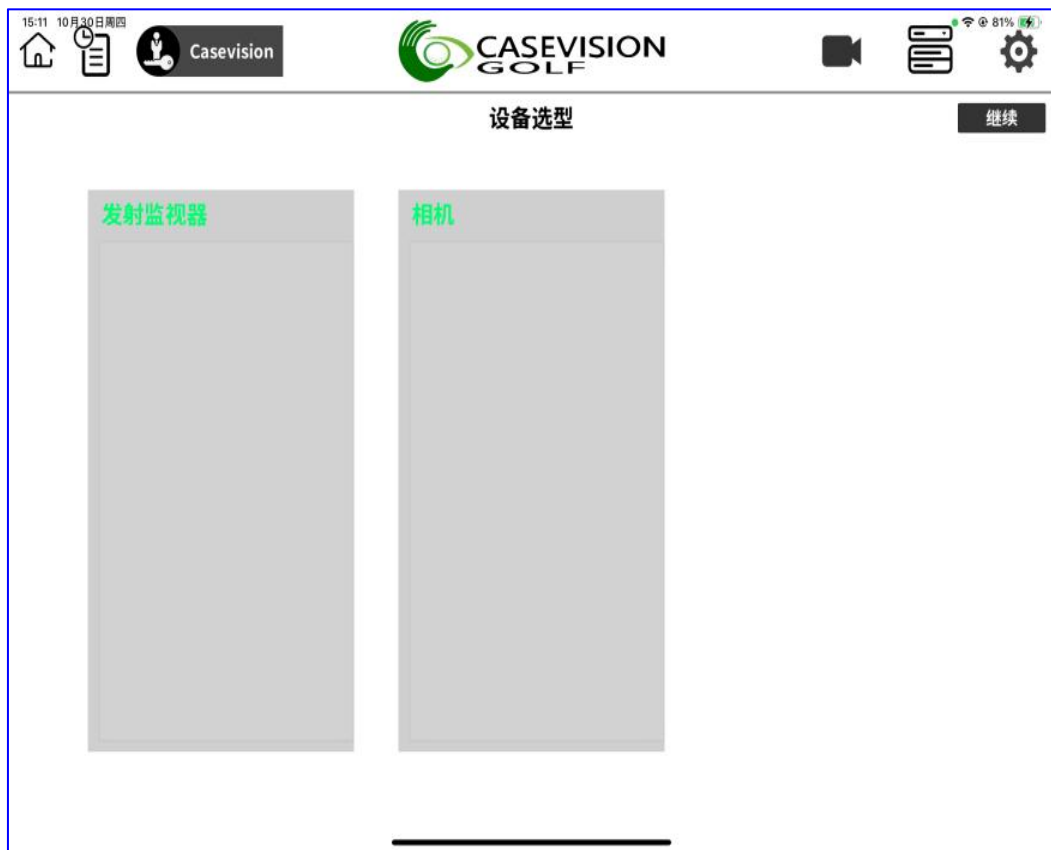 15:11 10月30日周四
81%
Casevision
CASEVISION
GOLF
设备选型
继续
发射监视器
相机